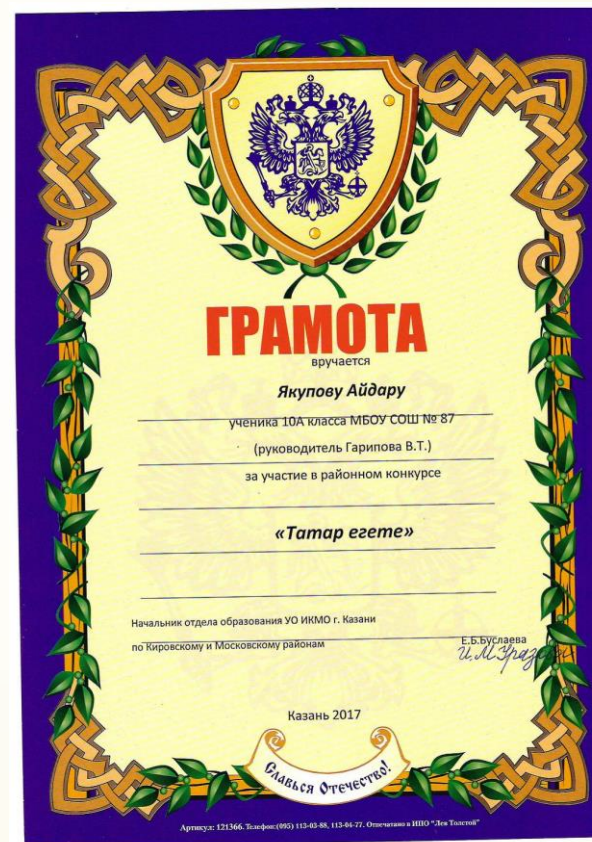 ГРАМОТА
вручается
Якупову Айдару
ученика 10А класса МБОУ СОШ № 87
(руководитель Гарипова В.Т.)
за участие в районном конкурсе
«Татар егете»
Начальник отдела образования УО ИКМО г. Казани
по Кировскому и Московскому районам
Е.Б.Буслаева
И.М.
Казань 2017
Славься Отечество!
Артикул: 121366. Телефон:(095) 113-03-88, 113-04-77. Отпечатано в ИПО "Лев Толстой"